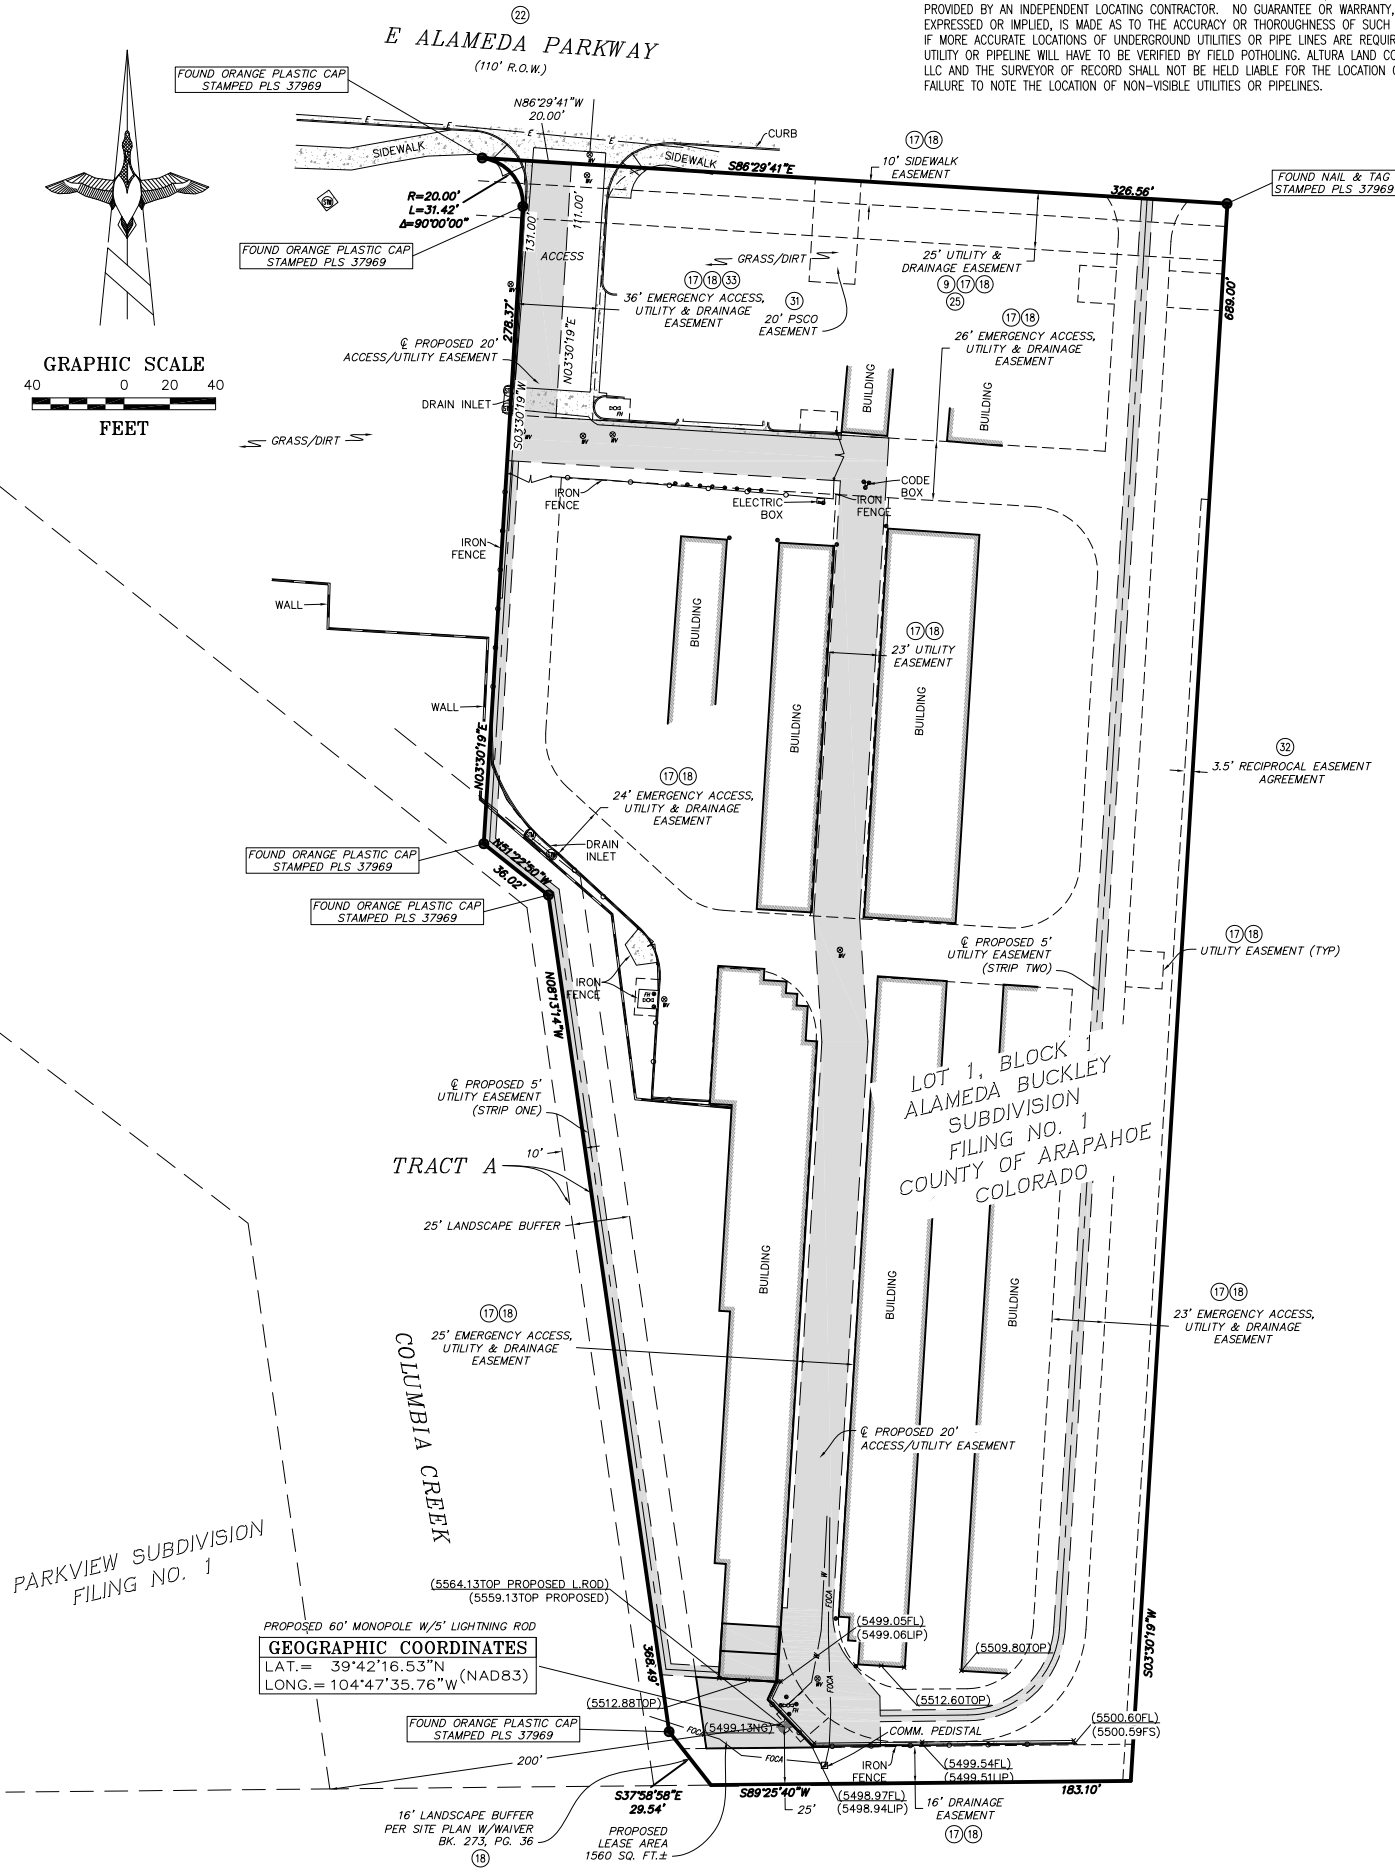 PROVIDED BY AN INDEPENDENT LOCATING CONTRACTOR. NO GUARANTEE OR WARRANTY,
EXPRESSED OR IMPLIED, IS MADE AS TO THE ACCURACY OR THOROUGHNESS OF SUCH
IF MORE ACCURATE LOCATIONS OF UNDERGROUND UTILITIES OR PIPE LINES ARE
UTILITY OR PIPELINE WILL HAVE TO BE VERIFIED BY FIELD POTHOLING. ALTURA LAND
LLC AND THE SURVEYOR OF RECORD SHALL NOT BE HELD LIABLE FOR THE LOCATION
FAILURE TO NOTE THE LOCATION OF NON-VISIBLE UTILITIES OR PIPELINES.
22
E ALAMEDA PARKWAY
(110' R.O.W.)
FOUND ORANGE PLASTIC CAP
STAMPED PLS 37969
N86°29'41"W
20.00'
E E E E
CURB
SIDEWALK
SIDEWALK
S86°29'41"E
17 18
10' SIDEWALK
EASEMENT
326.56'
FOUND NAIL & TAG
STAMPED PLS 37969
STM
R=20.00'
L=31.42'
Δ=90°00'00"
131.00'
111.00'
ACCESS
FOUND ORANGE PLASTIC CAP
STAMPED PLS 37969
GRASS/DIRT
25' UTILITY &
DRAINAGE EASEMENT
9 17 18
25
17 18 33
36' EMERGENCY ACCESS,
UTILITY & DRAINAGE
EASEMENT
31
20' PSCO
EASEMENT
17 18
26' EMERGENCY ACCESS,
UTILITY & DRAINAGE
EASEMENT
689.00'
278.37'
℄ PROPOSED 20'
ACCESS/UTILITY EASEMENT
N03°30'19"E
S03°30'19"W
GRAPHIC SCALE
40 0 20 40
FEET
DRAIN INLET
GRASS/DIRT
BUILDING
BUILDING
FH
IRON
FENCE
ELECTRIC
BOX
IRON
FENCE
CODE
BOX
IRON
FENCE
WALL
WALL
BUILDING
BUILDING
BUILDING
17 18
23' UTILITY
EASEMENT
N03°30'19"E
17 18
24' EMERGENCY ACCESS,
UTILITY & DRAINAGE
EASEMENT
32
3.5' RECIPROCAL EASEMENT
AGREEMENT
DRAIN
INLET
FOUND ORANGE PLASTIC CAP
STAMPED PLS 37969
N51°22'50"W
36.02'
FOUND ORANGE PLASTIC CAP
STAMPED PLS 37969
℄ PROPOSED 5'
UTILITY EASEMENT
(STRIP TWO)
17 18
UTILITY EASEMENT (TYP)
IRON
FENCE
FH
N08°13'14"W
℄ PROPOSED 5'
UTILITY EASEMENT
(STRIP ONE)
LOT 1, BLOCK 1
ALAMEDA BUCKLEY
SUBDIVISION
FILING NO. 1
COUNTY OF ARAPAHOE
COLORADO
10'
TRACT A
25' LANDSCAPE BUFFER
BUILDING
BUILDING
BUILDING
17 18
25' EMERGENCY ACCESS,
UTILITY & DRAINAGE
EASEMENT
17 18
23' EMERGENCY ACCESS,
UTILITY & DRAINAGE
EASEMENT
COLUMBIA CREEK
℄ PROPOSED 20'
ACCESS/UTILITY EASEMENT
PARKVIEW SUBDIVISION
FILING NO. 1
(5564.13TOP PROPOSED L.ROD)
(5559.13TOP PROPOSED)
W
FOCA
PROPOSED 60' MONOPOLE W/5' LIGHTNING ROD
GEOGRAPHIC COORDINATES
LAT.= 39°42'16.53"N
LONG.= 104°47'35.76"W (NAD83)
(5499.05FL)
(5499.06LIP)
(5509.80TOP)
S03°30'19"W
368.49'
W
FOCA
(5512.88TOP)
(5512.60TOP)
FH
FOUND ORANGE PLASTIC CAP
STAMPED PLS 37969
(5499.13NG)
COMM. PEDISTAL
(5500.60FL)
(5500.59FS)
FOCA
200'
IRON
FENCE
(5499.54FL)
(5499.51LIP)
S37°58'58"E
29.54'
S89°25'40"W
25'
(5498.97FL)
(5498.94LIP)
183.10'
16' DRAINAGE
EASEMENT
17 18
16' LANDSCAPE BUFFER
PER SITE PLAN W/WAIVER
BK. 273, PG. 36
18
PROPOSED
LEASE AREA
1560 SQ. FT.±